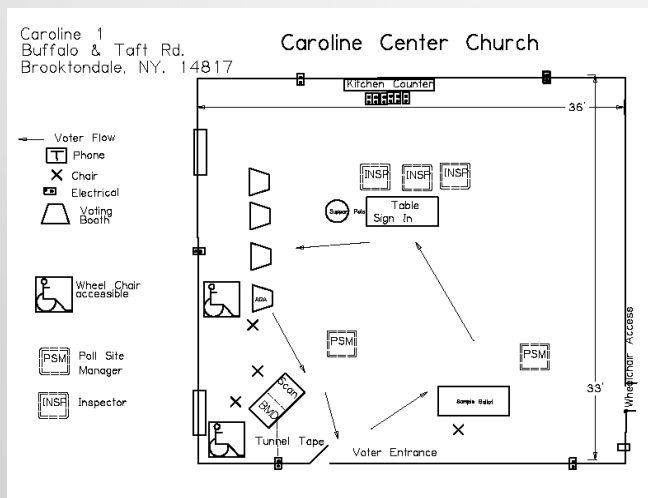 Caroline 1
Buffalo & Taft Rd.
Brooktondale, NY. 14817
Caroline Center Church
Kitchen Counter
36'
Voter Flow
Phone
Chair
Electrical
Voting
Booth
Wheel Chair
accessible
PSM
Poll Site
Manager
INSP
Inspector
INSP
INSP
INSP
Support Pole
Table
Sign In
ADA
PSM
PSM
Scan
BMD
Sample Ballot
Wheelchair Access
33'
Tunnel Tape
Voter Entrance